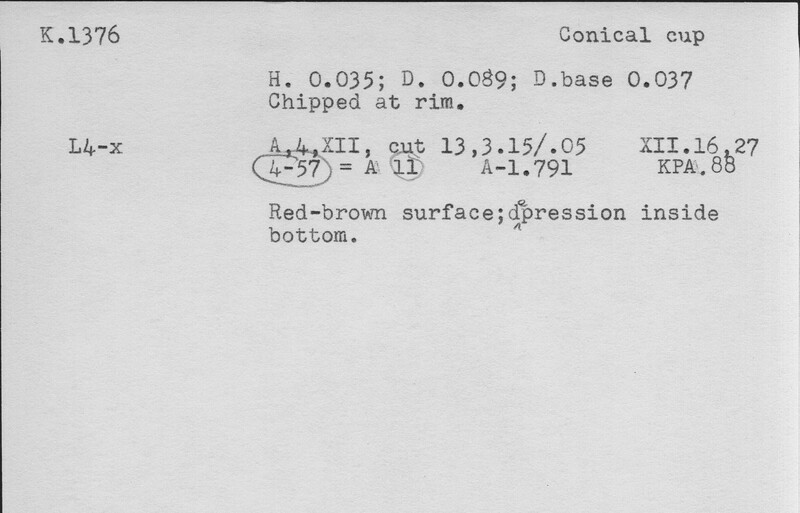 K.1376 Conical cup
H. 0.035; D. 0.089; D.base 0.037
Chipped at rim.
L4-x A,4,XII, cut 13,3.15/.05 XII.16,27
4-57 = A 11 A-1.791 KPA.88
Red-brown surface;depression inside
bottom.